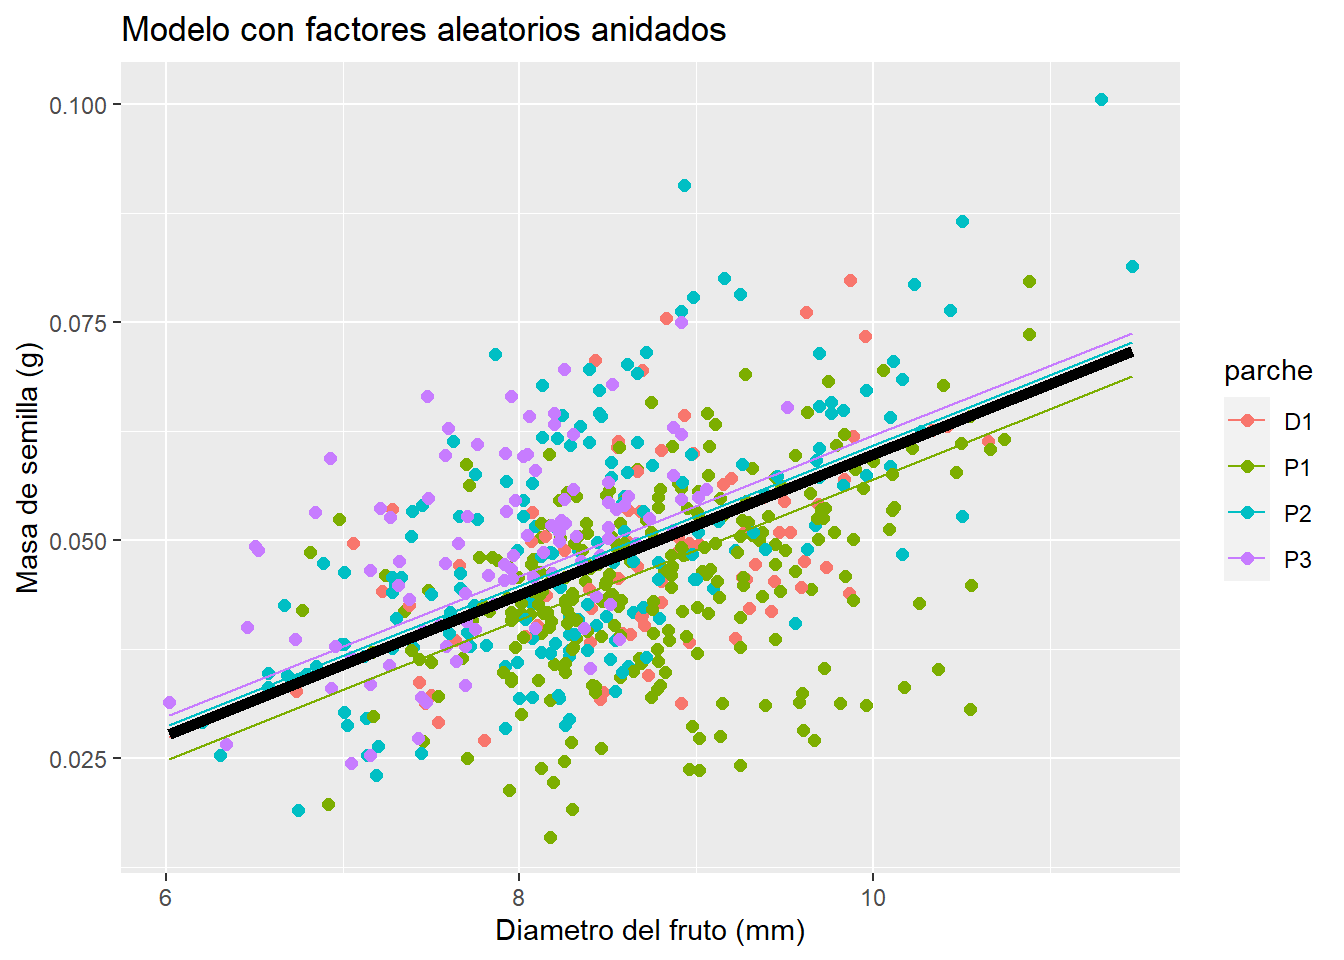 Modelo con factores aleatorios anidados
0.100
0.075
0.050
0.025
Masa de semilla (g)
6
8
10
Diametro del fruto (mm)
parche
D1
P1
P2
P3